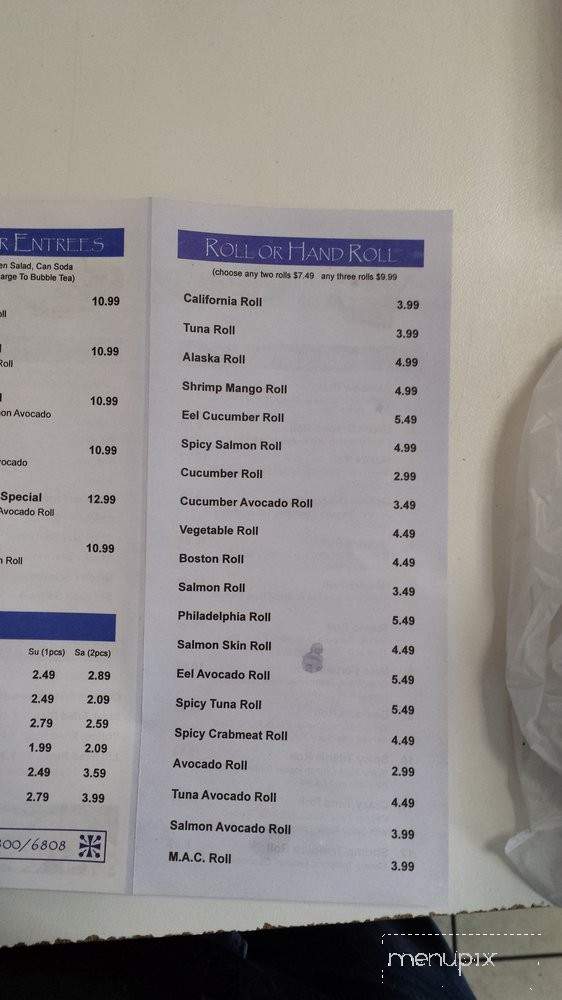 R ENTREES
en Salad, Can Soda
arge To Bubble Tea)
10.99
oll
10.99
Roll
10.99
on Avocado
10.99
vocado
Special 12.99
Avocado Roll
10.99
n Roll
Su (1pcs) Sa (2pcs)
2.49 2.89
2.49 2.09
2.79 2.59
1.99 2.09
2.49 3.59
2.79 3.99
300/6808
ROLL OR HAND ROLL
(choose any two rolls $7.49 any three rolls $9.99
California Roll 3.99
Tuna Roll 3.99
Alaska Roll 4.99
Shrimp Mango Roll 4.99
Eel Cucumber Roll 5.49
Spicy Salmon Roll 4.99
Cucumber Roll 2.99
Cucumber Avocado Roll 3.49
Vegetable Roll 4.49
Boston Roll 4.49
Salmon Roll 3.49
Philadelphia Roll 5.49
Salmon Skin Roll 4.49
Eel Avocado Roll 5.49
Spicy Tuna Roll 5.49
Spicy Crabmeat Roll 4.49
Avocado Roll 2.99
Tuna Avocado Roll 4.49
Salmon Avocado Roll 3.99
M.A.C. Roll 3.99
menupix